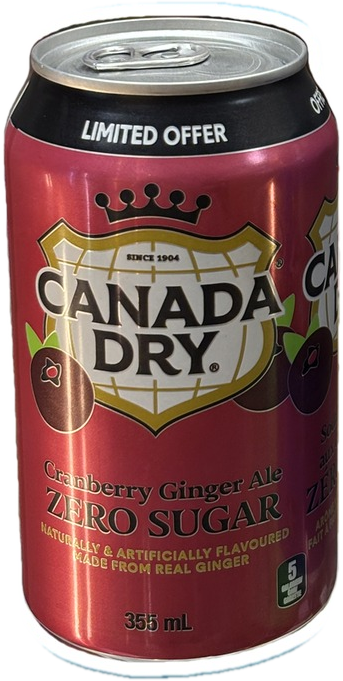 LIMITED OFFER
SINCE 1904
CANADA
DRY®
Cranberry Ginger Ale
ZERO SUGAR
NATURALLY & ARTIFICIALLY FLAVOURED
MADE FROM REAL GINGER
5
355 mL